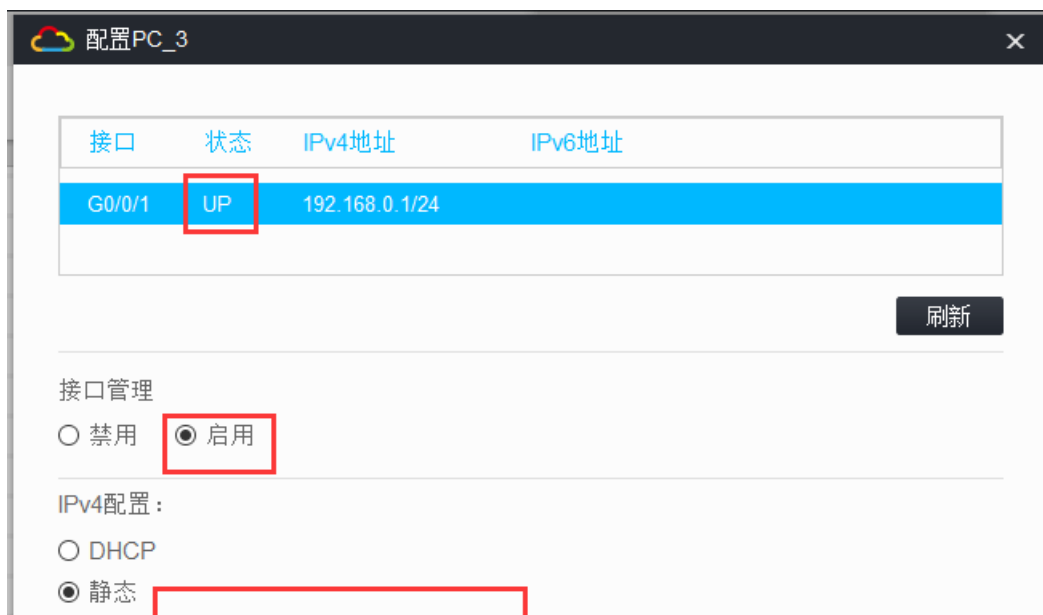 配置PC_3
接口 状态 IPv4地址 IPv6地址
G0/0/1 UP 192.168.0.1/24
刷新
接口管理
禁用 启用
IPv4配置：
DHCP
静态